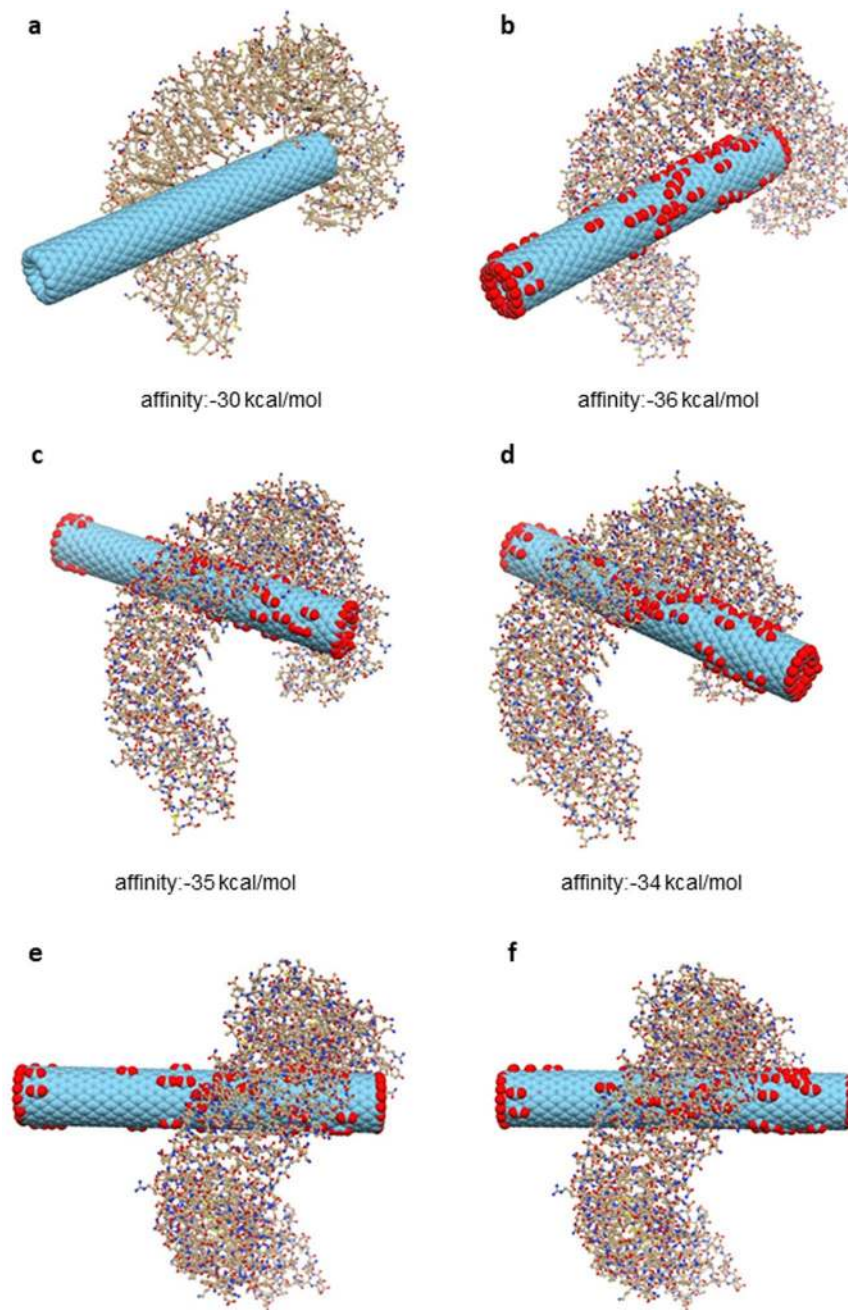 a
b
affinity:-30 kcal/mol
affinity:-36 kcal/mol
c
d
affinity:-35 kcal/mol
affinity:-34 kcal/mol
e
f